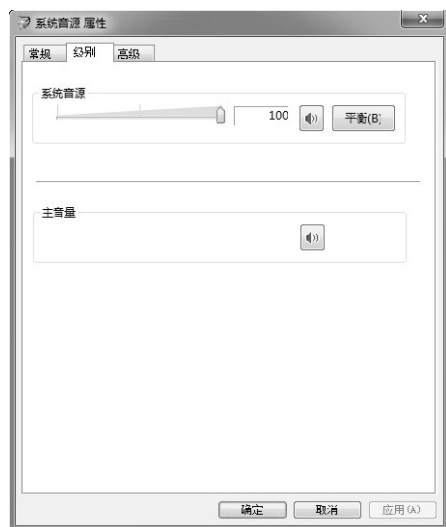 系统音源 属性
常规 级别 高级
系统音源
100 平衡(B)
主音量
确定 取消 应用(A)